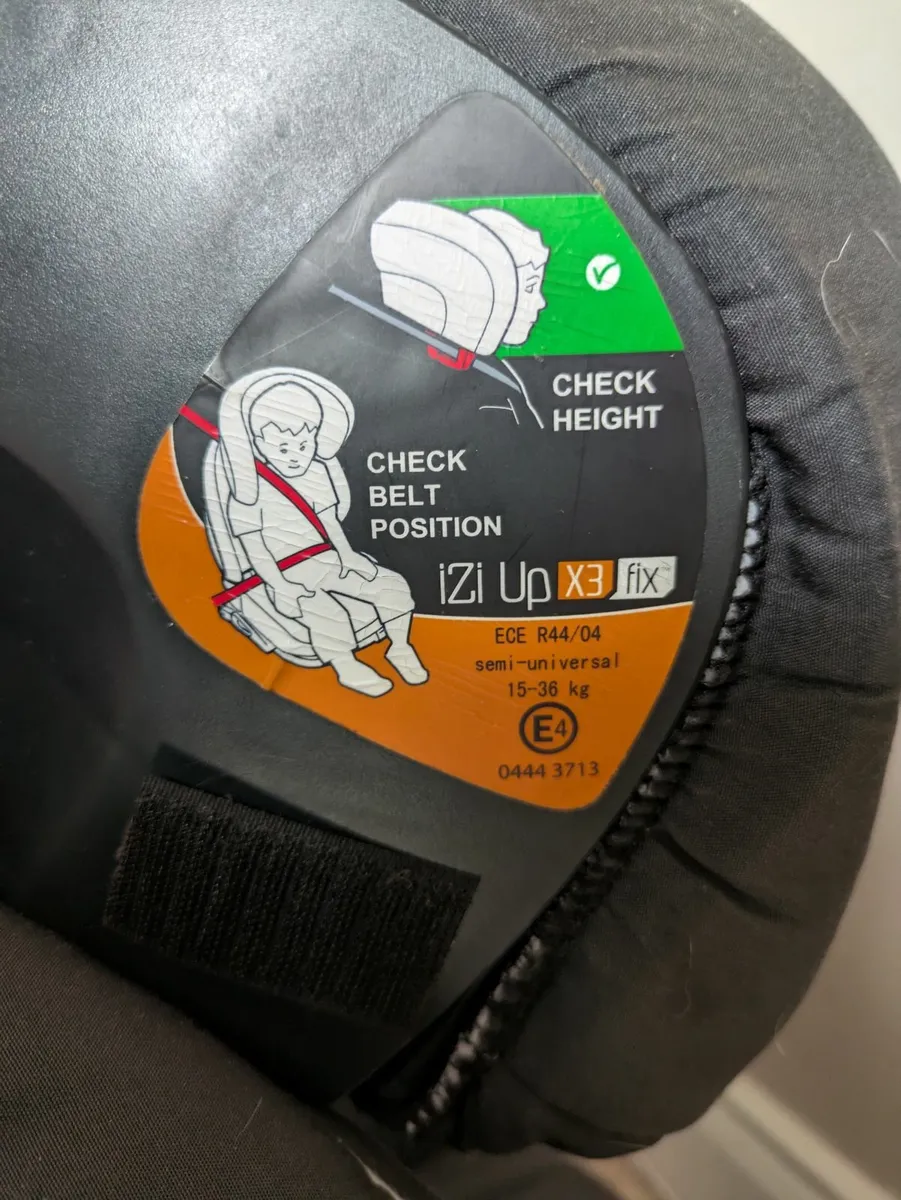 CHECK
HEIGHT
CHECK
BELT
POSITION
iZi Up X3 fix
ECE R44/04
semi-universal
15-36 kg
E4
0444 3713